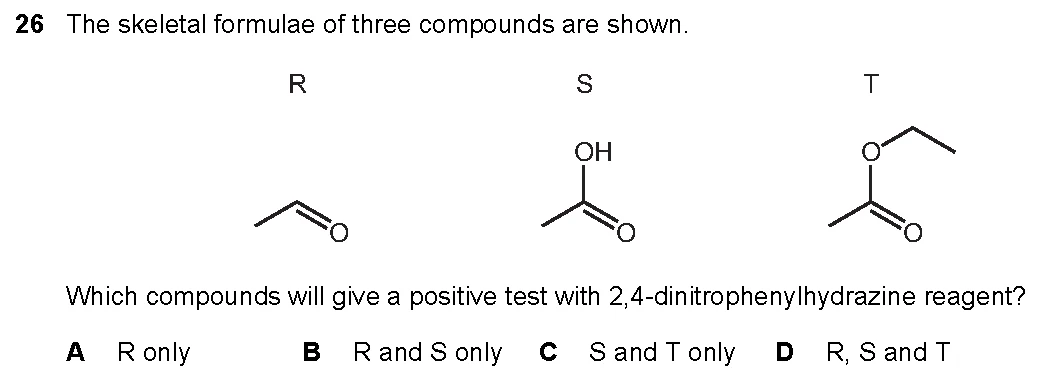 26 The skeletal formulae of three compounds are shown.
R S T
OH O
O O O
Which compounds will give a positive test with 2,4-dinitrophenylhydrazine reagent?
A R only B R and S only C S and T only D R, S and T